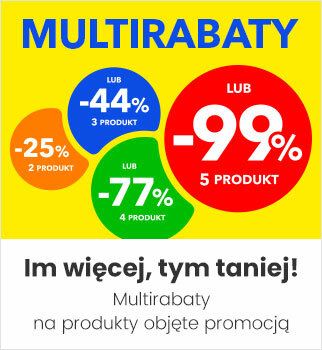 MULTIRABATY
-25%
2 PRODUKT
LUB
-44%
3 PRODUKT
LUB
-77%
4 PRODUKT
LUB
-99%
5 PRODUKT
Im więcej, tym taniej!
Multirabaty
na produkty objęte promocją